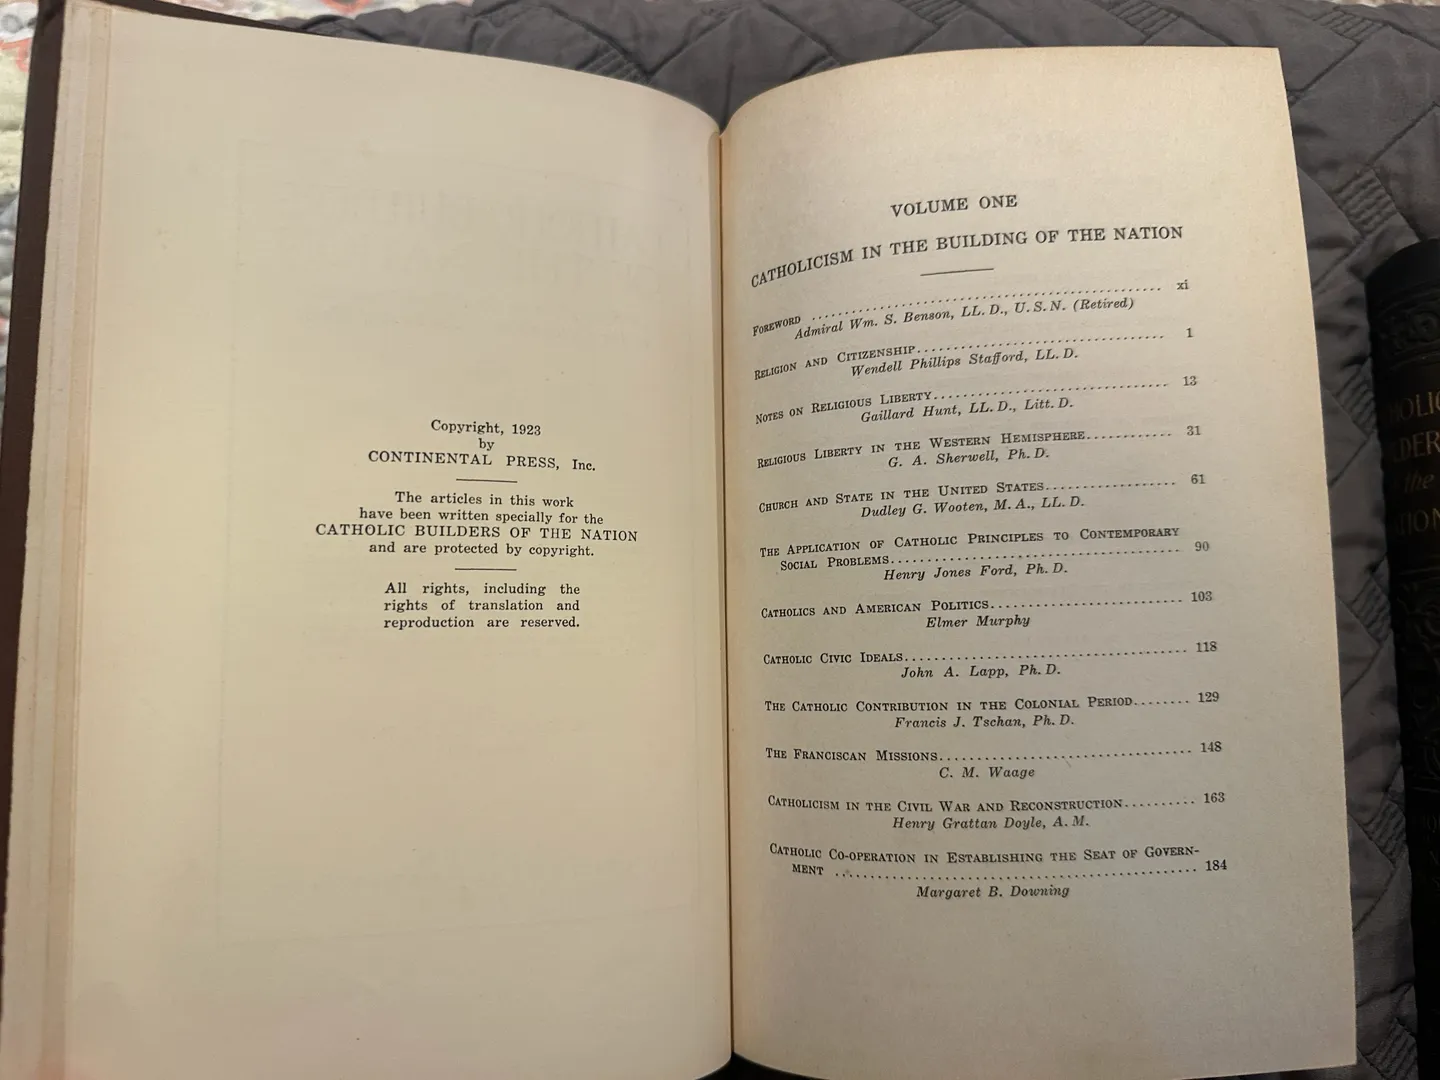 Copyright, 1923
by
CONTINENTAL PRESS, Inc.
The articles in this work
have been written specially for the
CATHOLIC BUILDERS OF THE NATION
and are protected by copyright.
All rights, including the
rights of translation and
reproduction are reserved.
VOLUME ONE
CATHOLICISM IN THE BUILDING OF THE NATION
FOREWORD .......................................... xi
Admiral Wm. S. Benson, LL. D., U. S. N. (Retired)
RELIGION AND CITIZENSHIP.............................. 1
Wendell Phillips Stafford, LL. D.
NOTES ON RELIGIOUS LIBERTY............................ 13
Gaillard Hunt, LL. D., Litt. D.
RELIGIOUS LIBERTY IN THE WESTERN HEMISPHERE............ 31
G. A. Sherwell, Ph. D.
CHURCH AND STATE IN THE UNITED STATES................. 61
Dudley G. Wooten, M. A., LL. D.
THE APPLICATION OF CATHOLIC PRINCIPLES TO CONTEMPORARY
SOCIAL PROBLEMS.................................... 90
Henry Jones Ford, Ph. D.
CATHOLICS AND AMERICAN POLITICS........................ 103
Elmer Murphy
CATHOLIC CIVIC IDEALS................................... 118
John A. Lapp, Ph. D.
THE CATHOLIC CONTRIBUTION IN THE COLONIAL PERIOD........ 129
Francis J. Tschan, Ph. D.
THE FRANCISCAN MISSIONS................................ 148
C. M. Waage
CATHOLICISM IN THE CIVIL WAR AND RECONSTRUCTION.......... 163
Henry Grattan Doyle, A. M.
CATHOLIC CO-OPERATION IN ESTABLISHING THE SEAT OF GOVERN-
MENT .............................................. 184
Margaret B. Downing
the